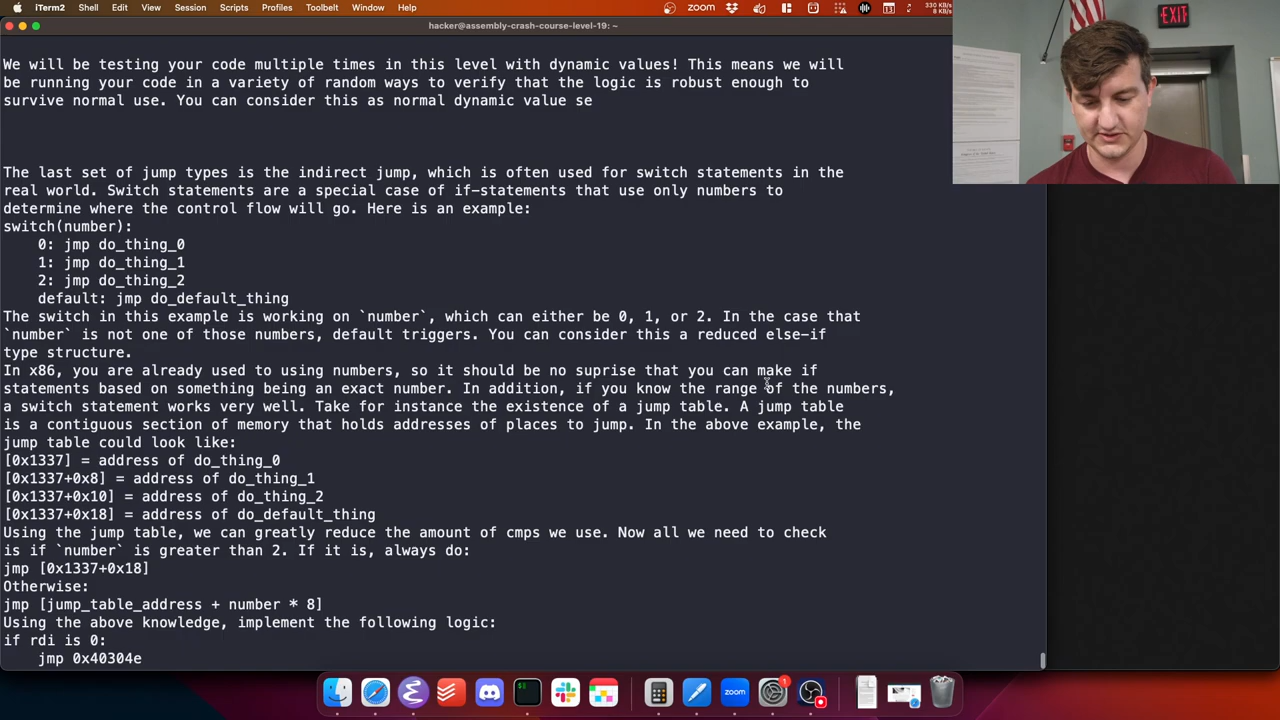 iTerm2 Shell Edit View Session Scripts Profiles Toolbelt Window Help
zoom
13
330 KB/s
8 KB/s
hacker@assembly-crash-course-level-19: ~
EXIT
We will be testing your code multiple times in this level with dynamic values! This means we will
be running your code in a variety of random ways to verify that the logic is robust enough to
survive normal use. You can consider this as normal dynamic value se
The last set of jump types is the indirect jump, which is often used for switch statements in the
real world. Switch statements are a special case of if-statements that use only numbers to
determine where the control flow will go. Here is an example:
switch(number):
0: jmp do_thing_0
1: jmp do_thing_1
2: jmp do_thing_2
default: jmp do_default_thing
The switch in this example is working on `number`, which can either be 0, 1, or 2. In the case that
`number` is not one of those numbers, default triggers. You can consider this a reduced else-if
type structure.
In x86, you are already used to using numbers, so it should be no suprise that you can make if
statements based on something being an exact number. In addition, if you know the range of the numbers,
a switch statement works very well. Take for instance the existence of a jump table. A jump table
is a contiguous section of memory that holds addresses of places to jump. In the above example, the
jump table could look like:
[0x1337] = address of do_thing_0
[0x1337+0x8] = address of do_thing_1
[0x1337+0x10] = address of do_thing_2
[0x1337+0x18] = address of do_default_thing
Using the jump table, we can greatly reduce the amount of cmps we use. Now all we need to check
is if `number` is greater than 2. If it is, always do:
jmp [0x1337+0x18]
Otherwise:
jmp [jump_table_address + number * 8]
Using the above knowledge, implement the following logic:
if rdi is 0:
jmp 0x40304e
zoom
1